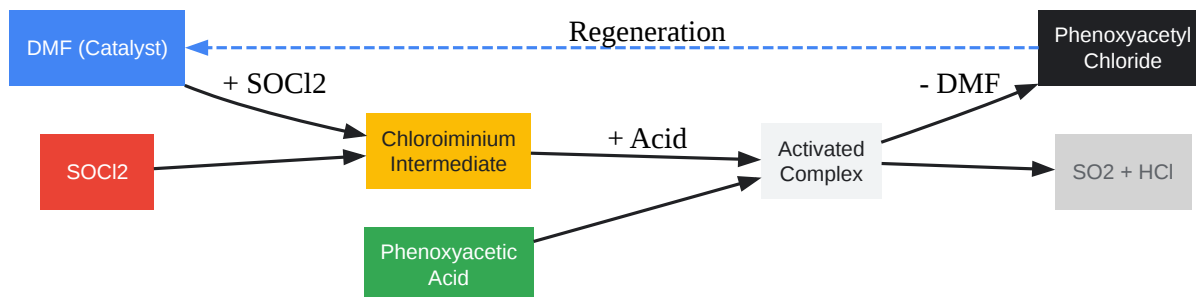 DMF (Catalyst)
Regeneration
Phenoxyacetyl
Chloride
+ SOCl2
- DMF
Chloroiminium
Intermediate
+ Acid
Activated
Complex
SOCl2
SO2 + HCl
Phenoxyacetic
Acid